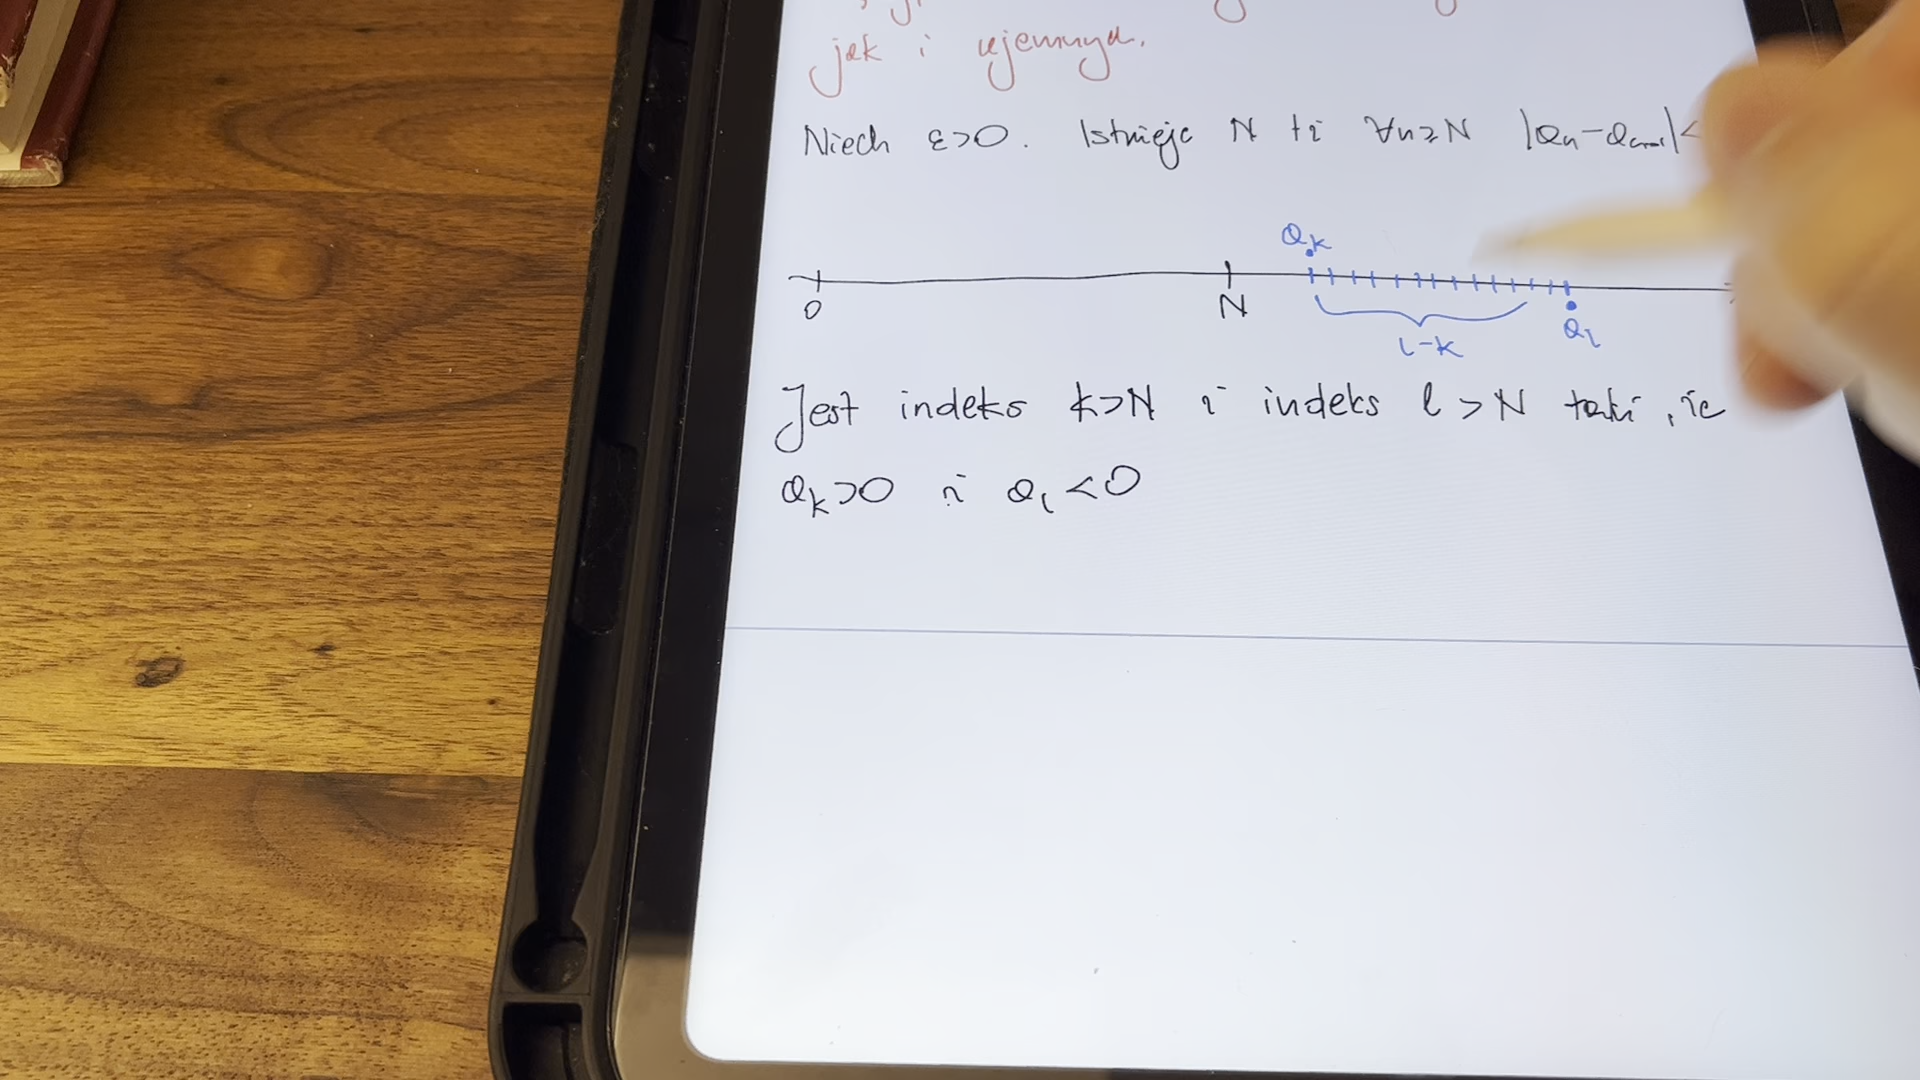 jak i ujemnych.
Niech ε>0. Istnieje N tż ∀n≥N |an-an+1|<
ak
0 N al
l-k
Jest indeks k>N i indeks l>N taki, że
ak>0 i al<0